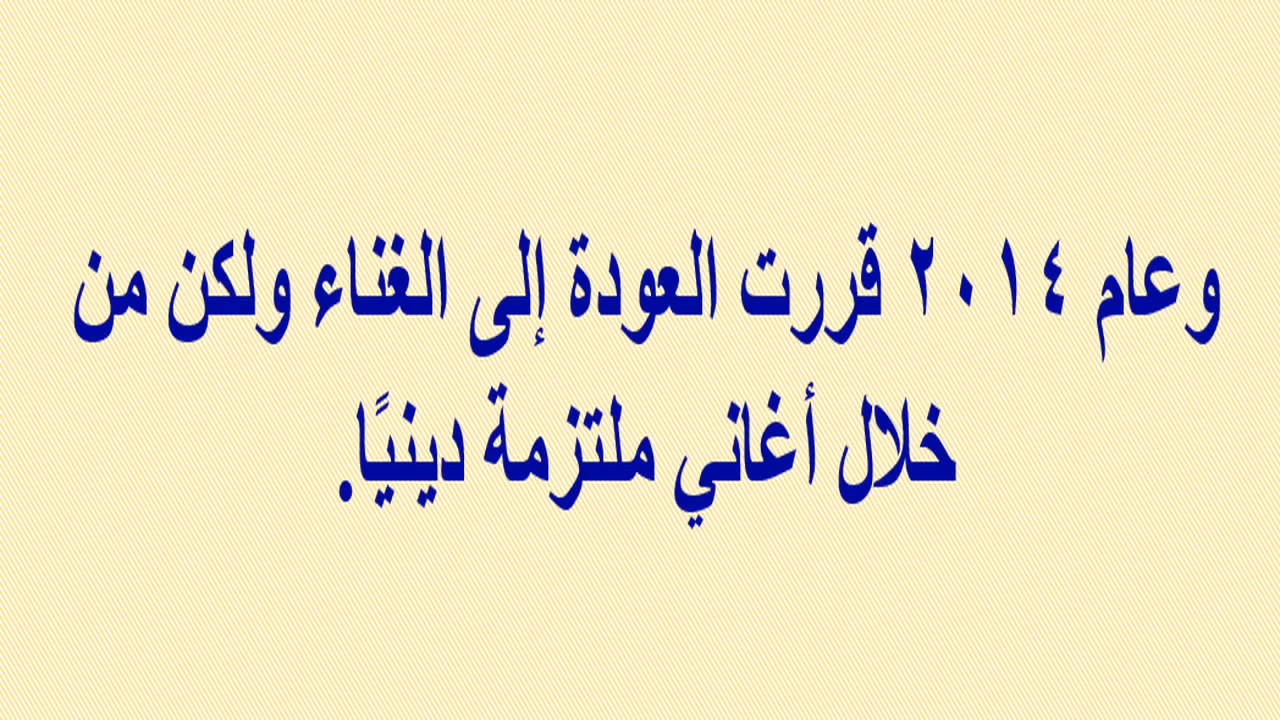 وعام ٢٠١٤ قررت العودة إلى الغناء ولكن من
خلال أغاني ملتزمة دينيًا.